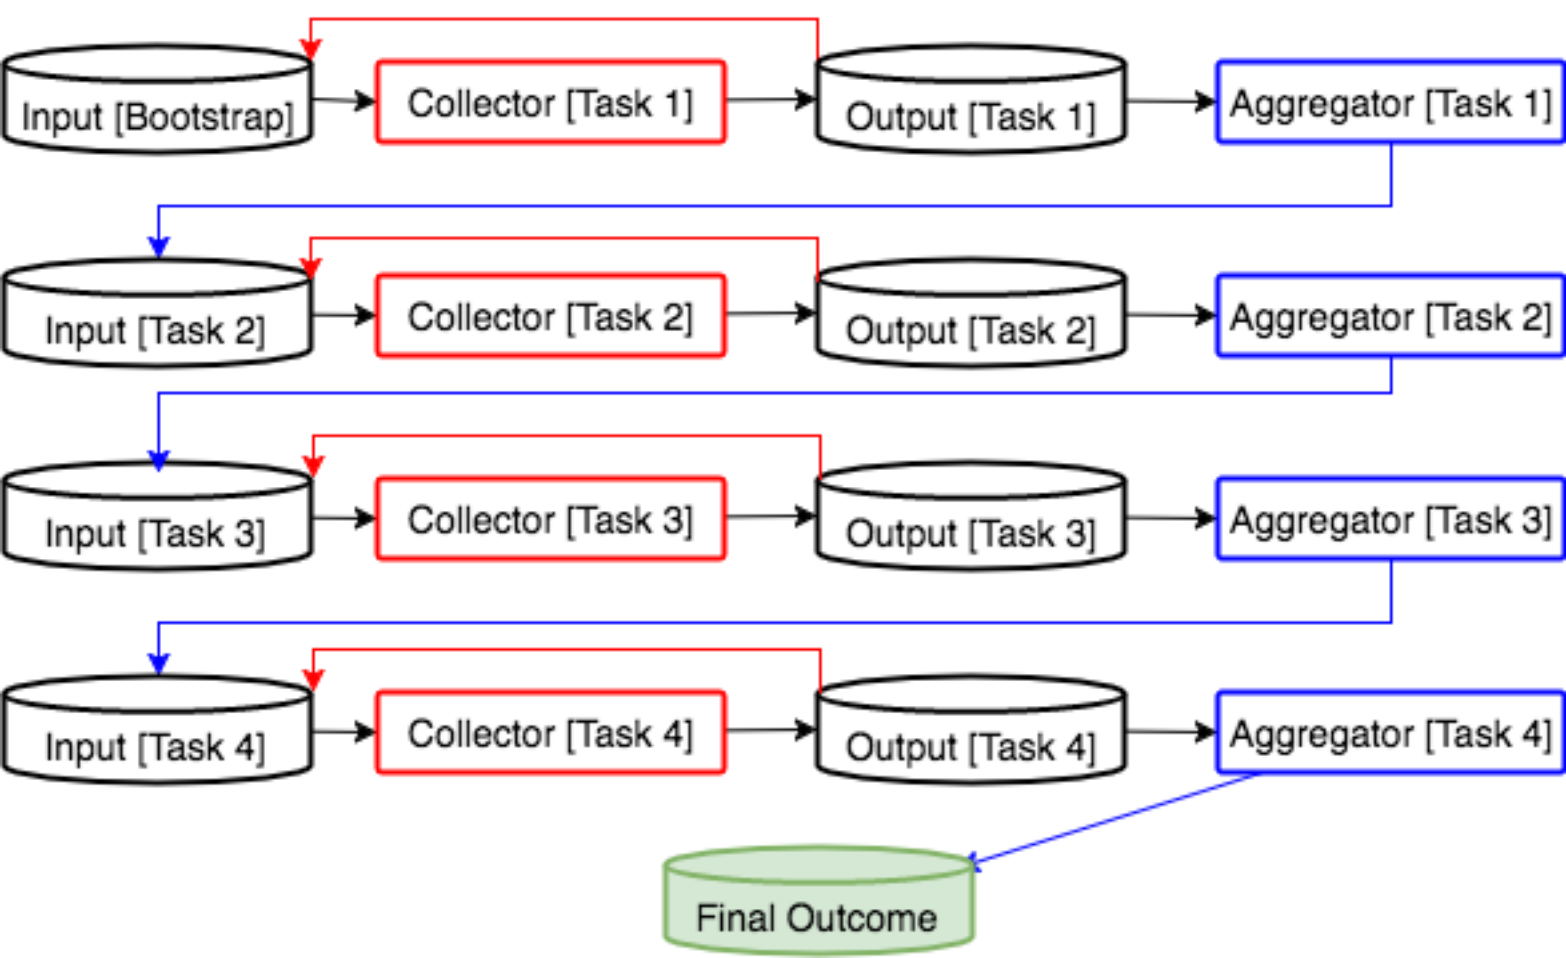 Input [Bootstrap]
Collector [Task 1]
Output [Task 1]
Aggregator [Task 1]
Input [Task 2]
Collector [Task 2]
Output [Task 2]
Aggregator [Task 2]
Input [Task 3]
Collector [Task 3]
Output [Task 3]
Aggregator [Task 3]
Input [Task 4]
Collector [Task 4]
Output [Task 4]
Aggregator [Task 4]
Final Outcome